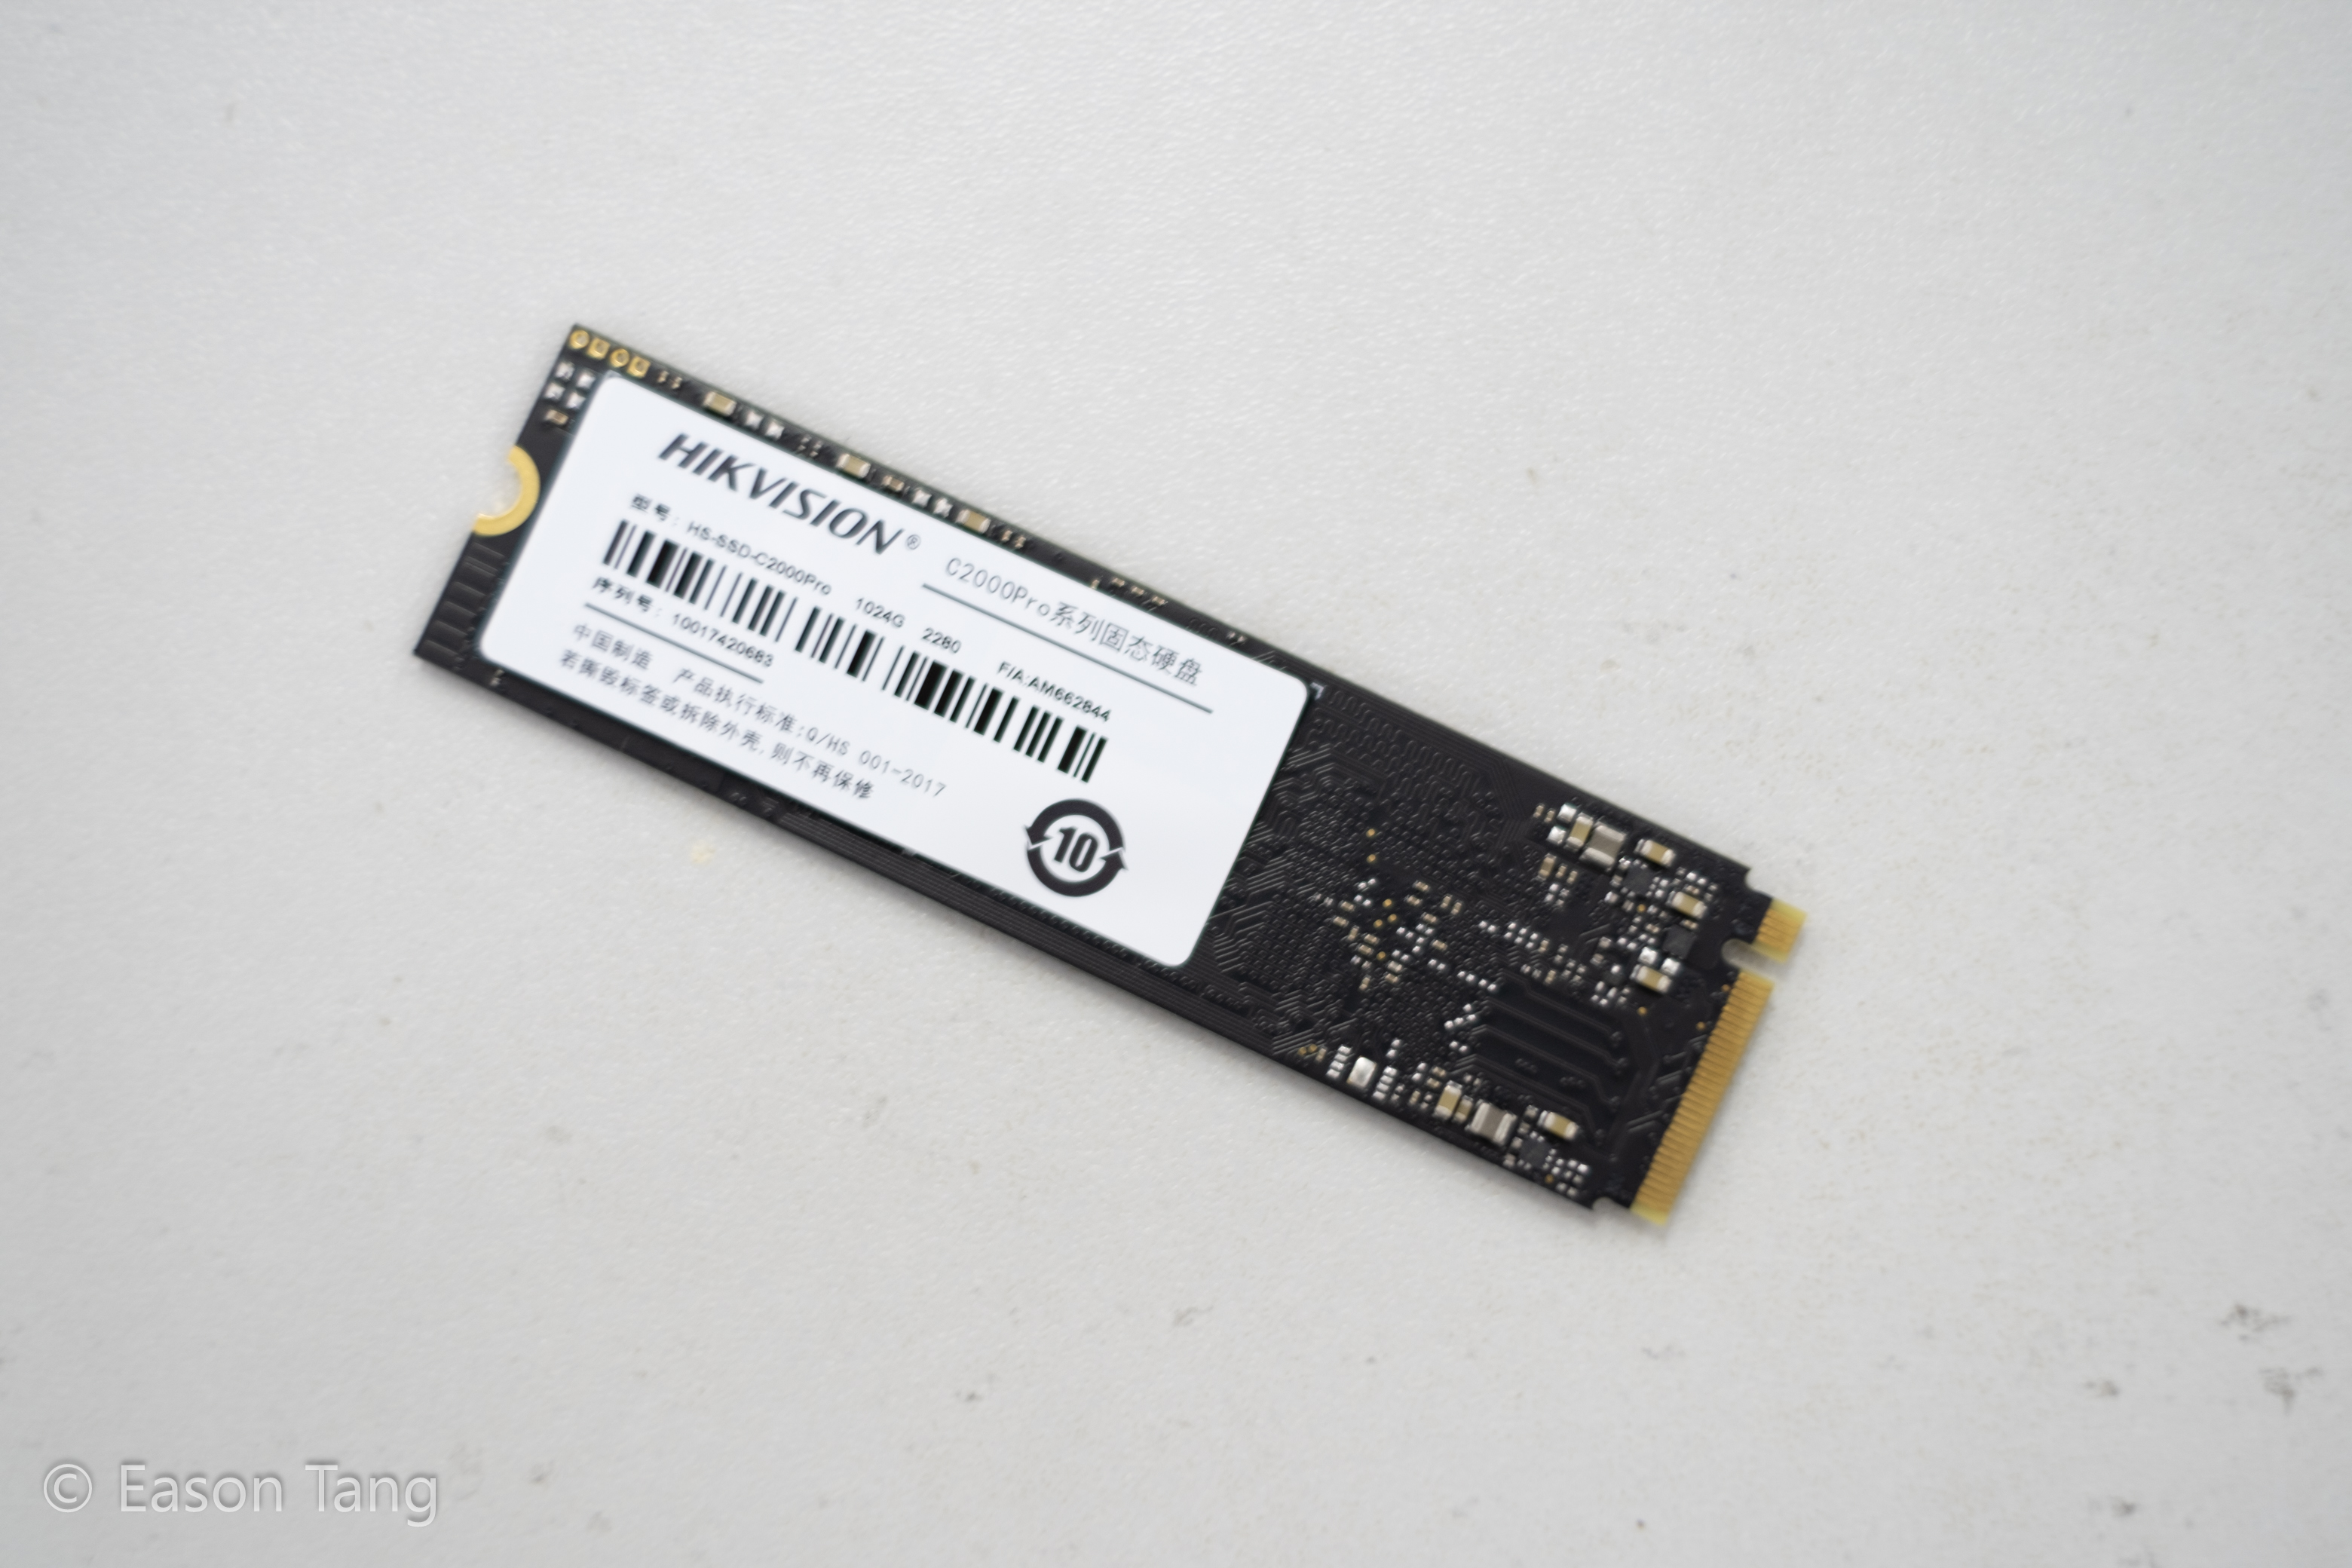 HIKVISION®
C2000Pro系列固态硬盘
型号: HS-SSD-C2000Pro 1024G 2280 F/A:AM662844
序列号: 10017420683
中国制造 产品执行标准:Q/HS 001-2017
若撕毁标签或拆除外壳,则不再保修
10
© Eason Tang